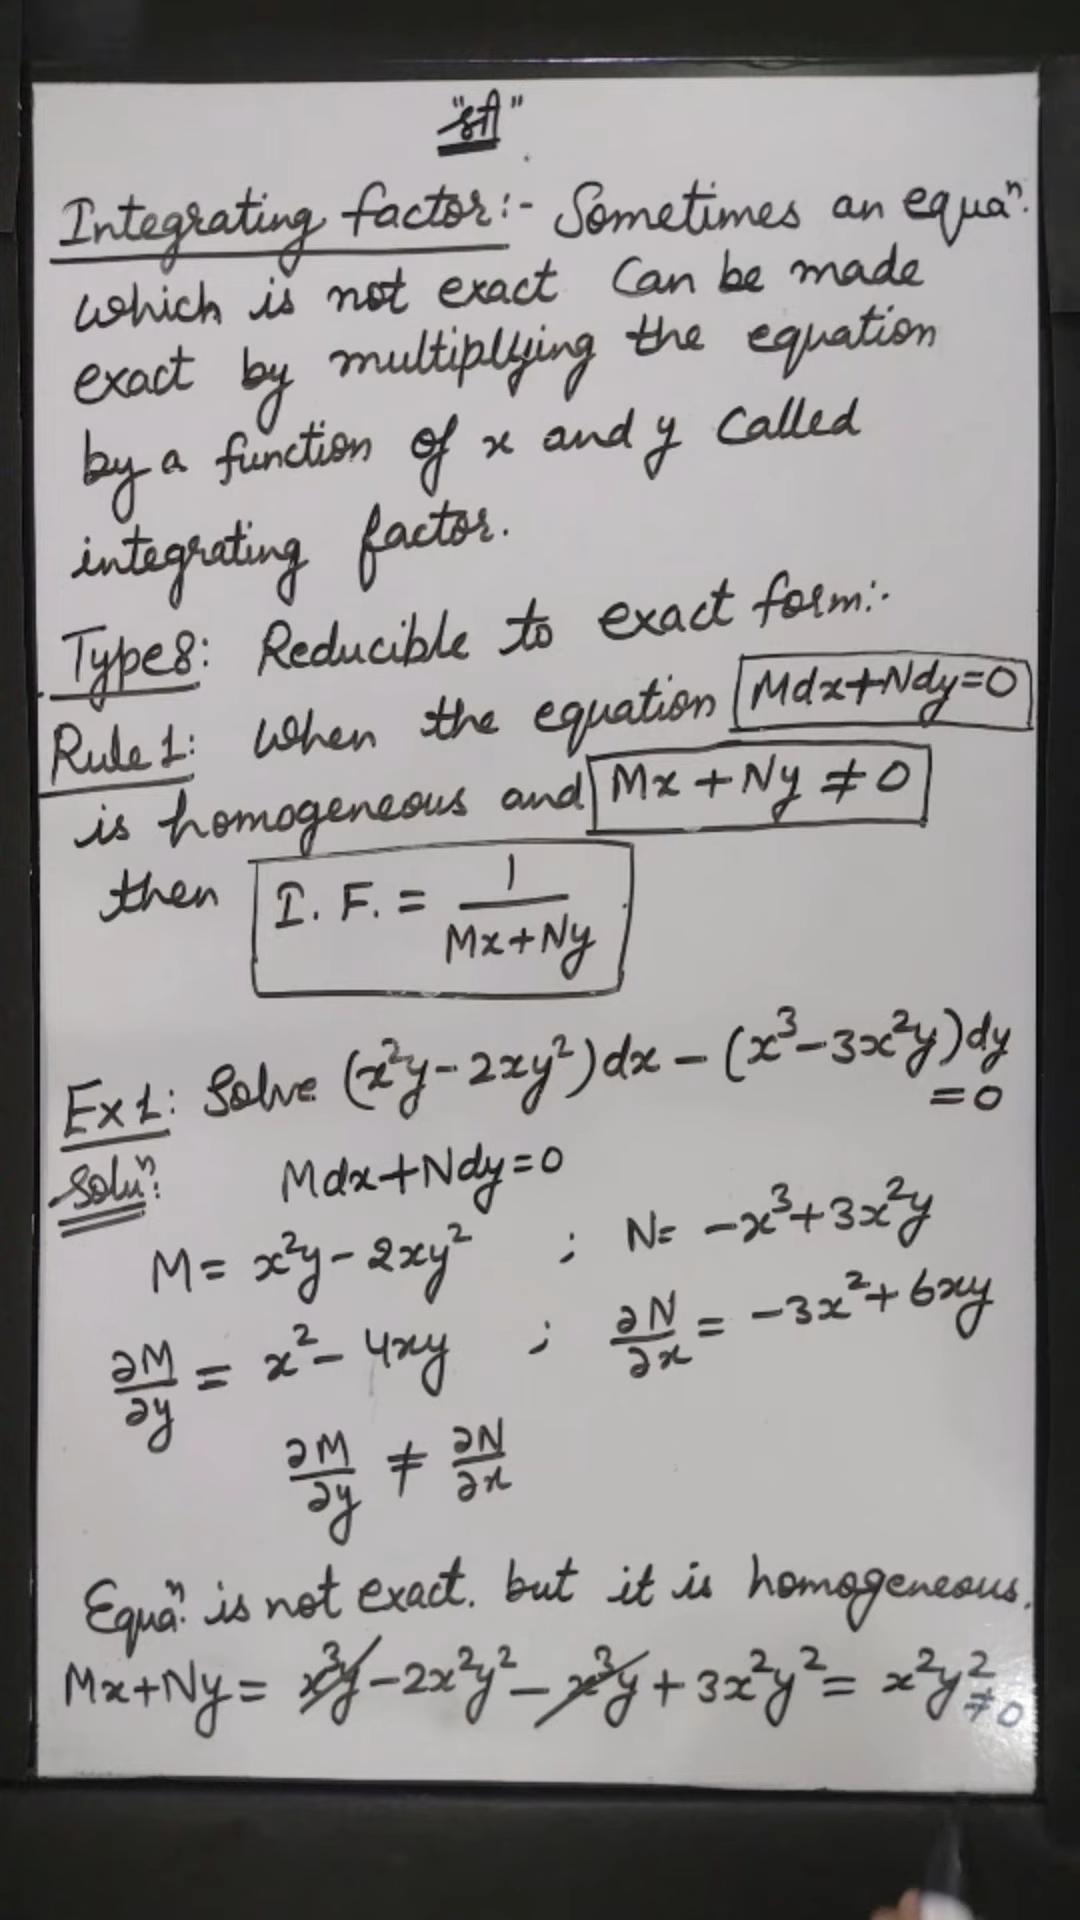 "SA"
Integrating factor:- Sometimes an equaⁿ.
which is not exact Can be made
exact by multiplying the equation
by a function of x and y Called
integrating factor.
Type8: Reducible to exact form:-
Rule 1: When the equation Mdx+Ndy=0
is homogeneous and Mx + Ny ≠ 0
then I. F. = 1/(Mx+Ny)
Ex 1: Solve (x²y-2xy²)dx - (x³-3x²y)dy
=0
Soluⁿ: Mdx+Ndy=0
M= x²y-2xy² ; N= -x³+3x²y
∂M/∂y = x²-4xy ; ∂N/∂x = -3x²+6xy
∂M/∂y ≠ ∂N/∂x
Equaⁿ. is not exact. but it is homogeneous.
Mx+Ny= x³y-2x²y²-x³y+3x²y²= x²y² ≠0